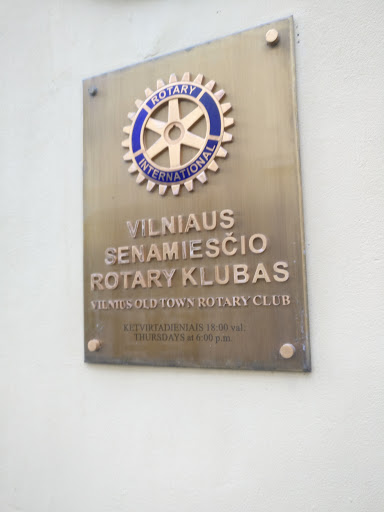 ROTARY
INTERNATIONAL
VILNIAUS
SENAMIESČIO
ROTARY KLUBAS
VILNIUS OLD TOWN ROTARY CLUB
KETVIRTADIENIAIS 18:00 val.
THURSDAYS at 6:00 p.m.